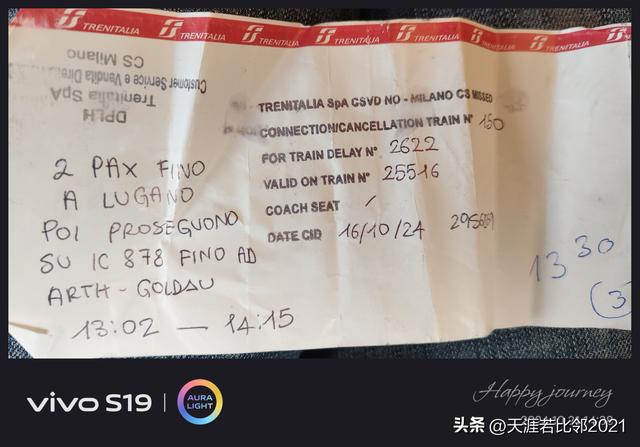 TRENITALIA TRENITALIA TRENITALIA TRENITALIA TRENITALIA TRENITALIA
DPLH
Trenitalia SpA
Customer Service e Vendita Dire
CS Milano
TRENITALIA SpA CSVD NO - MILANO CS MISSED
CONNECTION/CANCELLATION TRAIN N° 150
FOR TRAIN DELAY N° 2622
VALID ON TRAIN N° 25516
COACH SEAT /
DATE CID 16/10/24
2 PAX FINO
A LUGANO
POI PROSEGUONO
SU IC 878 FINO AD
ARTH-GOLDAU
13:02 — 14:15
13 30
(3
vivo S19
AURA
LIGHT
Happy journey
头条 @天涯若比邻2021